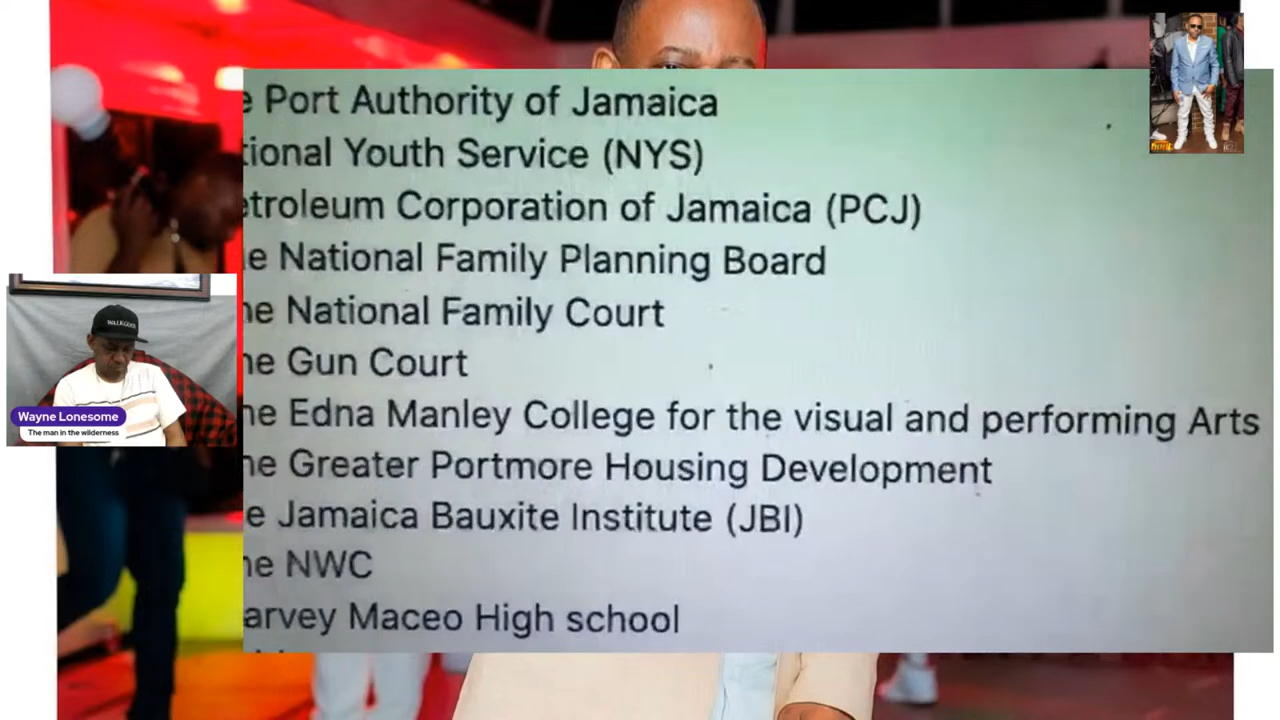 e Port Authority of Jamaica
tional Youth Service (NYS)
etroleum Corporation of Jamaica (PCJ)
e National Family Planning Board
he National Family Court
he Gun Court
he Edna Manley College for the visual and performing Arts
he Greater Portmore Housing Development
e Jamaica Bauxite Institute (JBI)
he NWC
arvey Maceo High school
Wayne Lonesome
The man in the wilderness